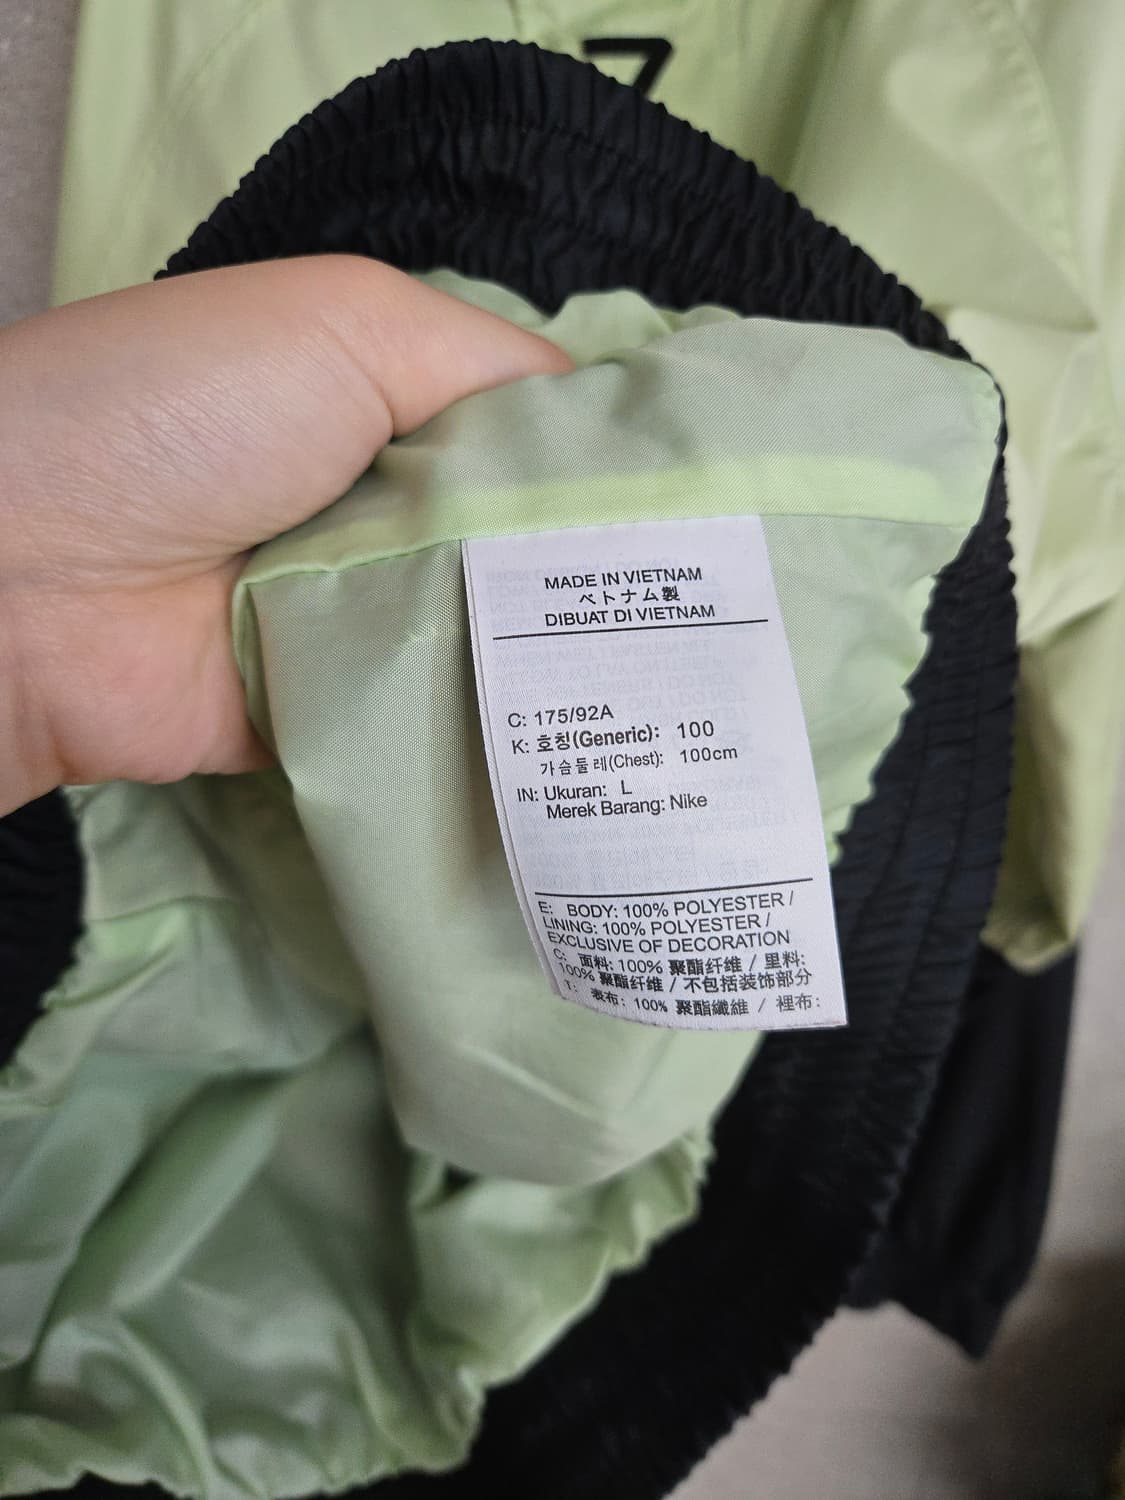 7
MADE IN VIETNAM
ベトナム製
DIBUAT DI VIETNAM
C: 175/92A
K: 호칭(Generic): 100
가슴둘레(Chest): 100cm
IN: Ukuran: L
Merek Barang: Nike
E: BODY: 100% POLYESTER /
LINING: 100% POLYESTER /
EXCLUSIVE OF DECORATION
C: 面料: 100% 聚酯纤维 / 里料:
100% 聚酯纤维 / 不包括装饰部分
T: 表布: 100% 聚酯纖維 / 裡布: